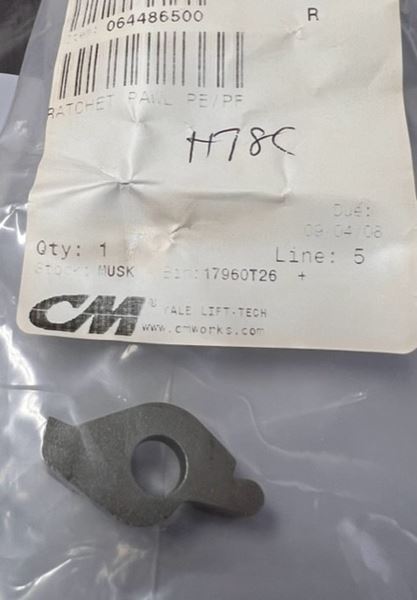 064486500
R
RATCHET PAWL PE/PF
H78C
Due:
09/04/08
Qty: 1
Line: 5
Stock: MUSK Bin:17960T26 +
CM® YALE LIFT-TECH
www.cmworks.com